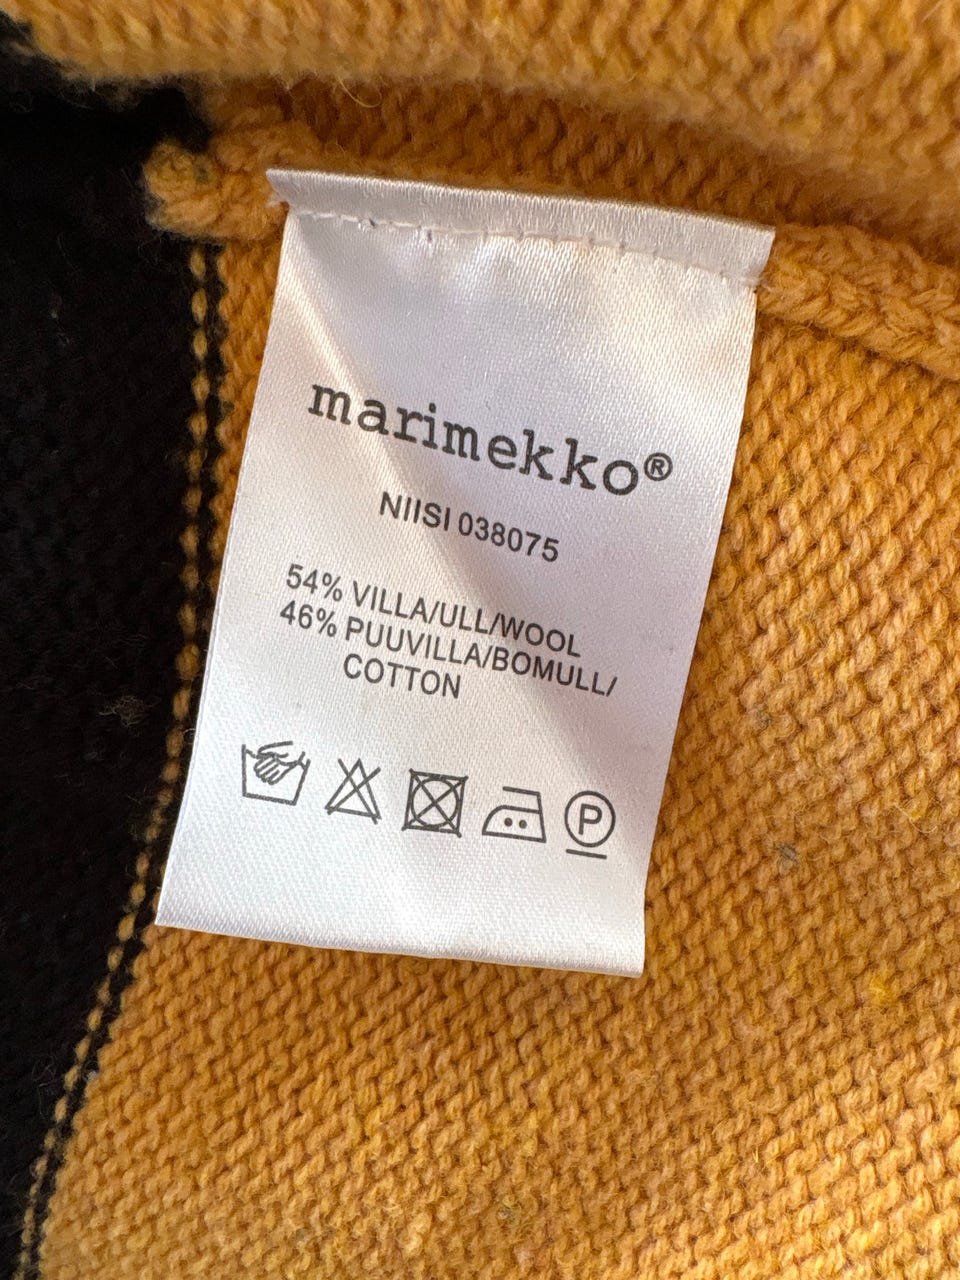 marimekko®
NIISI 038075
54% VILLA/ULL/WOOL
46% PUUVILLA/BOMULL/
COTTON
P